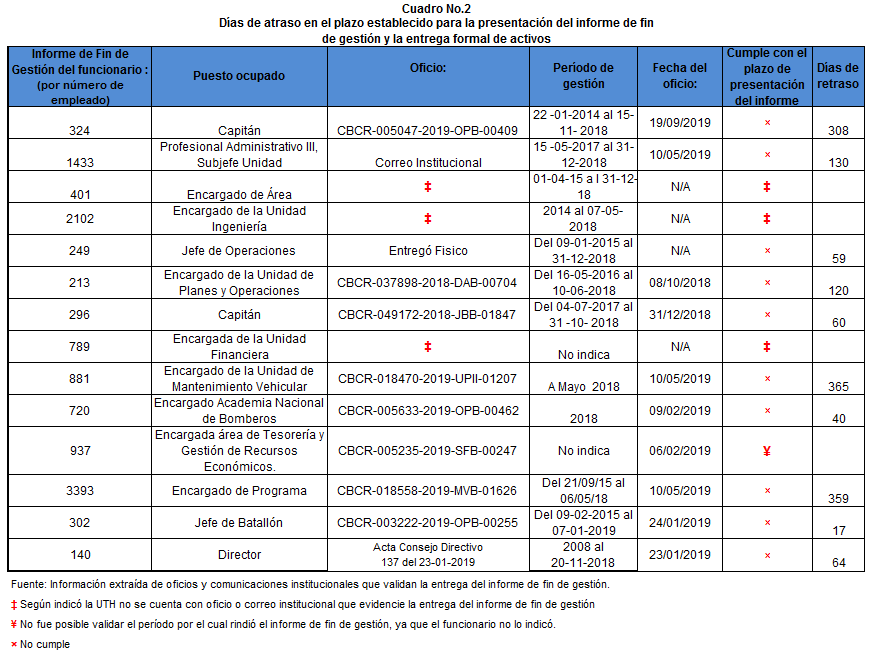 Cuadro No.2
Días de atraso en el plazo establecido para la presentación del informe de fin
de gestión y la entrega formal de activos
Informe de Fin de
Gestión del funcionario :
(por número de
empleado)
Puesto ocupado
Oficio:
Período de
gestión
Fecha del
oficio:
Cumple con el
plazo de
presentación
del informe
Días de
retraso
324
Capitán
CBCR-005047-2019-OPB-00409
22 -01-2014 al 15-
11- 2018
19/09/2019
×
308
1433
Profesional Administrativo III,
Subjefe Unidad
Correo Institucional
15 -05-2017 al 31-
12-2018
10/05/2019
×
130
401
Encargado de Área
‡
01-04-15 a l 31-12-
18
N/A
‡
2102
Encargado de la Unidad
Ingeniería
‡
2014 al 07-05-
2018
N/A
‡
249
Jefe de Operaciones
Entregó Fisico
Del 09-01-2015 al
31-12-2018
N/A
×
59
213
Encargado de la Unidad de
Planes y Operaciones
CBCR-037898-2018-DAB-00704
Del 16-05-2016 al
10-06-2018
08/10/2018
×
120
296
Capitán
CBCR-049172-2018-JBB-01847
Del 04-07-2017 al
31 -10- 2018
31/12/2018
×
60
789
Encargada de la Unidad
Financiera
‡
No indica
N/A
‡
881
Encargado de la Unidad de
Mantenimiento Vehicular
CBCR-018470-2019-UPII-01207
A Mayo 2018
10/05/2019
×
365
720
Encargado Academia Nacional
de Bomberos
CBCR-005633-2019-OPB-00462
2018
09/02/2019
×
40
937
Encargada área de Tesorería y
Gestión de Recursos
Económicos.
CBCR-005235-2019-SFB-00247
No indica
06/02/2019
¥
3393
Encargado de Programa
CBCR-018558-2019-MVB-01626
Del 21/09/15 al
06/05/18
10/05/2019
×
359
302
Jefe de Batallón
CBCR-003222-2019-OPB-00255
Del 09-02-2015 al
07-01-2019
24/01/2019
×
17
140
Director
Acta Consejo Directivo
137 del 23-01-2019
2008 al
20-11-2018
23/01/2019
×
64
Fuente: Información extraída de oficios y comunicaciones institucionales que validan la entrega del informe de fin de gestión.
‡ Según indicó la UTH no se cuenta con oficio o correo institucional que evidencie la entrega del informe de fin de gestión
¥ No fue posible validar el período por el cual rindió el informe de fin de gestión, ya que el funcionario no lo indicó.
× No cumple